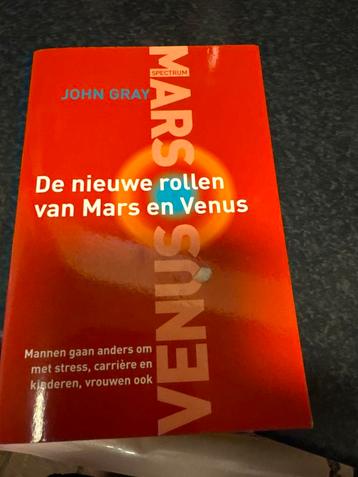 SPECTRUM
JOHN GRAY
MARS
De nieuwe rollen
van Mars en Venus
VENUS
Mannen gaan anders om
met stress, carrière en
kinderen, vrouwen ook